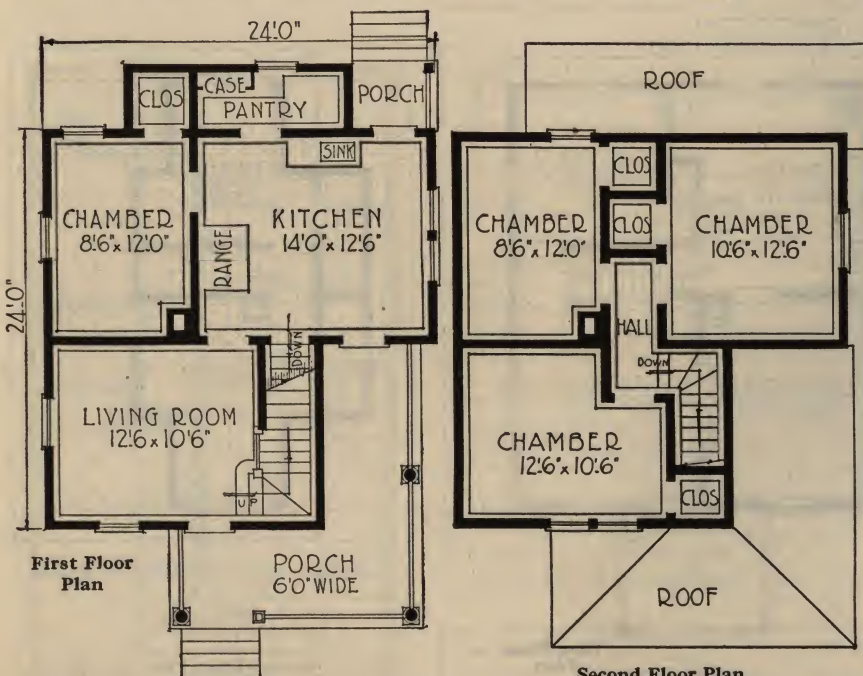 24'0"
CLOS
CASE
PANTRY
PORCH
SINK
CHAMBER
8'6" x 12'0"
RANGE
KITCHEN
14'0" x 12'6"
24'0"
DOWN
LIVING ROOM
12'6 x 10'6"
UP
First Floor
Plan
PORCH
6'0" WIDE
ROOF
CLOS
CLOS
CHAMBER
8'6" x 12'0"
CHAMBER
10'6" x 12'6"
HALL
DOWN
CHAMBER
12'6" x 10'6"
CLOS
ROOF
Second Floor Plan